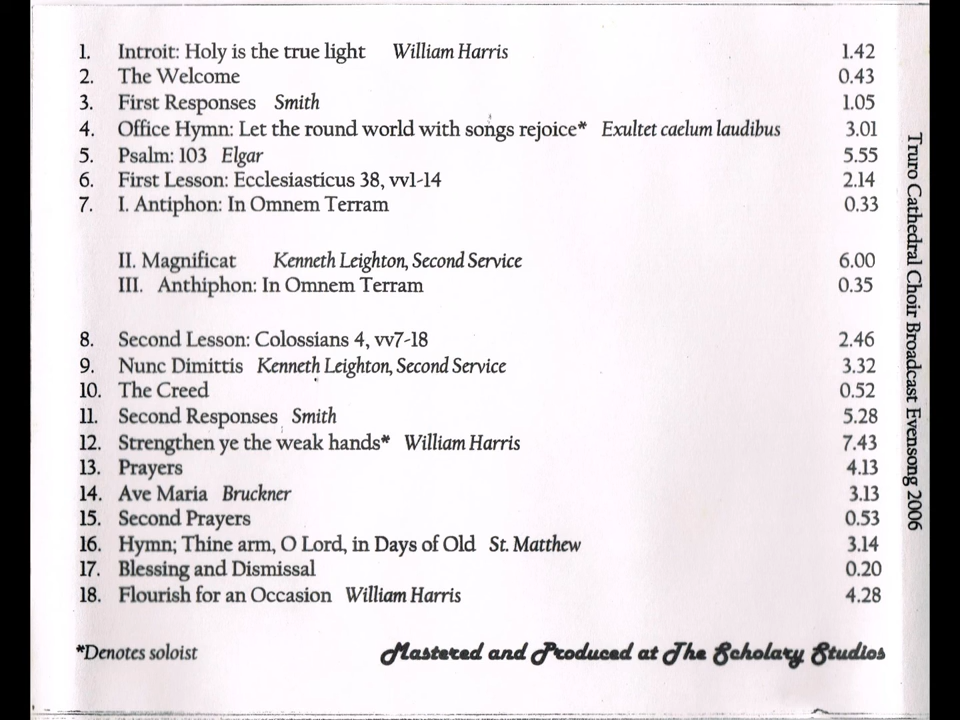 1. Introit: Holy is the true light William Harris 1.42
2. The Welcome 0.43
3. First Responses Smith 1.05
4. Office Hymn: Let the round world with songs rejoice* Exultet caelum laudibus 3.01
5. Psalm: 103 Elgar 5.55
6. First Lesson: Ecclesiasticus 38, vv1-14 2.14
7. I. Antiphon: In Omnem Terram 0.33
II. Magnificat Kenneth Leighton, Second Service 6.00
III. Anthiphon: In Omnem Terram 0.35
8. Second Lesson: Colossians 4, vv7-18 2.46
9. Nunc Dimittis Kenneth Leighton, Second Service 3.32
10. The Creed 0.52
11. Second Responses Smith 5.28
12. Strengthen ye the weak hands* William Harris 7.43
13. Prayers 4.13
14. Ave Maria Bruckner 3.13
15. Second Prayers 0.53
16. Hymn; Thine arm, O Lord, in Days of Old St. Matthew 3.14
17. Blessing and Dismissal 0.20
18. Flourish for an Occasion William Harris 4.28
*Denotes soloist Mastered and Produced at The Scholary Studios
Truro Cathedral Choir Broadcast Evensong 2006